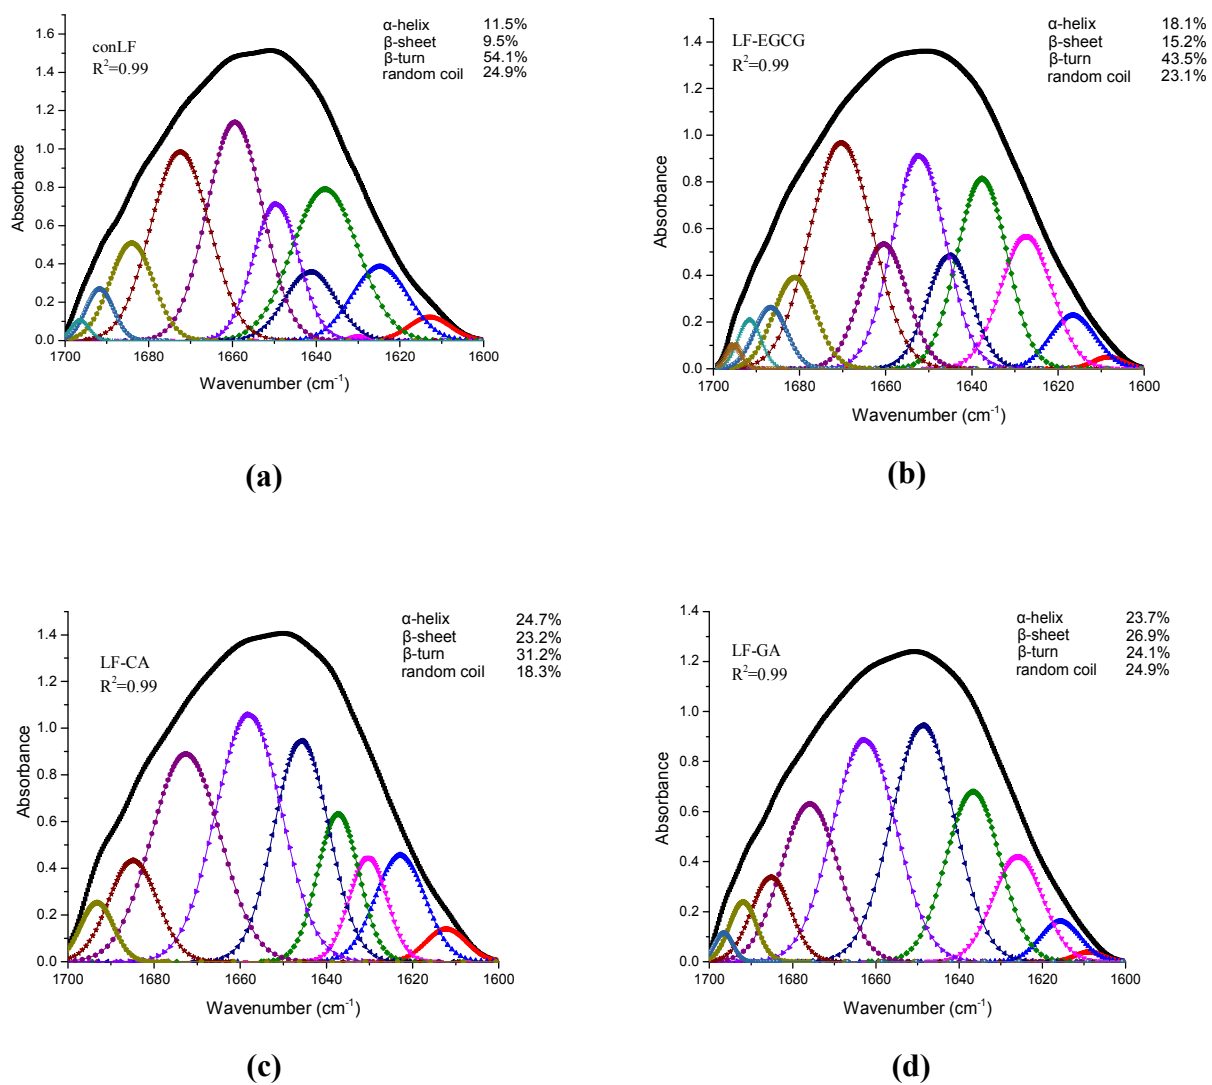 conLF
R²=0.99
α-helix 11.5%
β-sheet 9.5%
β-turn 54.1%
random coil 24.9%
Absorbance
1.6
1.4
1.2
1.0
0.8
0.6
0.4
0.2
0.0
1700 1680 1660 1640 1620 1600
Wavenumber (cm⁻¹)
(a)
LF-EGCG
R²=0.99
α-helix 18.1%
β-sheet 15.2%
β-turn 43.5%
random coil 23.1%
Absorbance
1.4
1.2
1.0
0.8
0.6
0.4
0.2
0.0
1700 1680 1660 1640 1620 1600
Wavenumber (cm⁻¹)
(b)
LF-CA
R²=0.99
α-helix 24.7%
β-sheet 23.2%
β-turn 31.2%
random coil 18.3%
Absorbance
1.4
1.2
1.0
0.8
0.6
0.4
0.2
0.0
1700 1680 1660 1640 1620 1600
Wavenumber (cm⁻¹)
(c)
LF-GA
R²=0.99
α-helix 23.7%
β-sheet 26.9%
β-turn 24.1%
random coil 24.9%
Absorbance
1.4
1.2
1.0
0.8
0.6
0.4
0.2
0.0
1700 1680 1660 1640 1620 1600
Wavenumber (cm⁻¹)
(d)